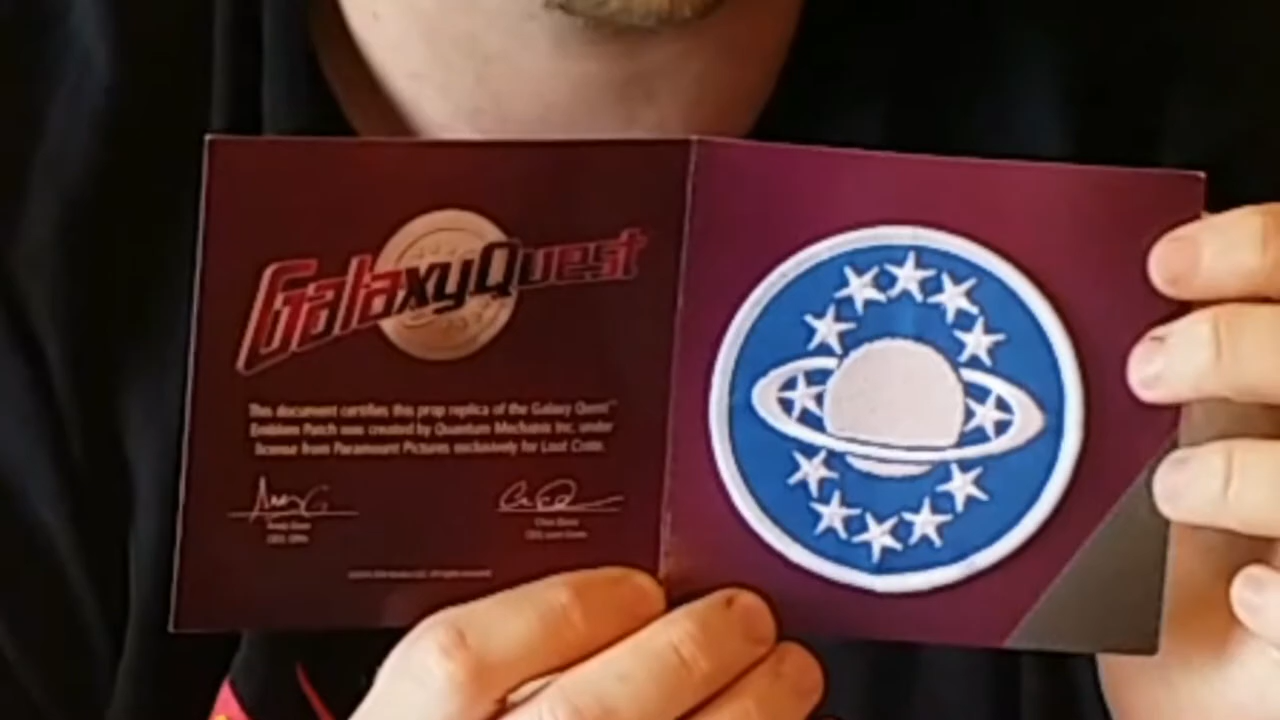 GalaxyQuest
This document certifies this prop replica of the Galaxy Quest™
Emblem Patch was created by Quantum Mechanix Inc. under
license from Paramount Pictures exclusively for Loot Crate.